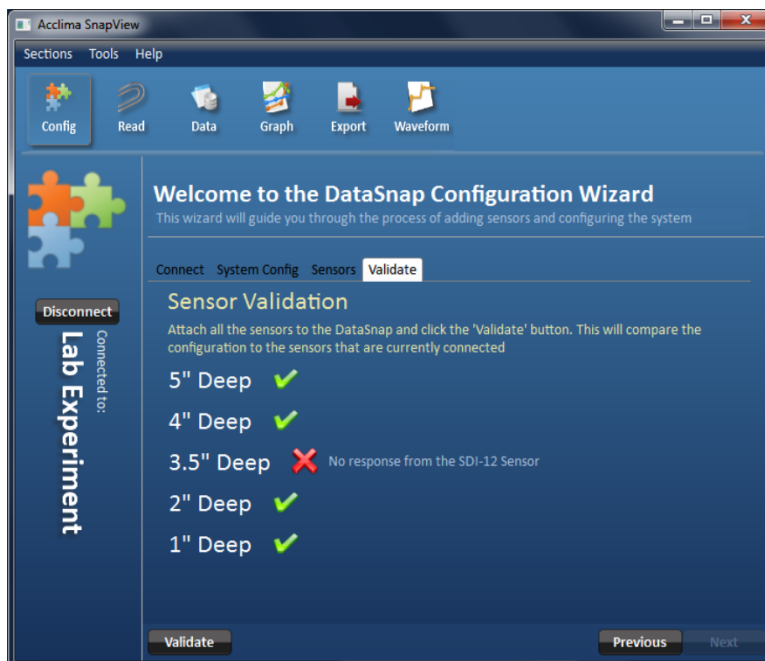 Acclima SnapView
Sections Tools Help
Config Read Data Graph Export Waveform
Welcome to the DataSnap Configuration Wizard
This wizard will guide you through the process of adding sensors and configuring the system
Connect System Config Sensors Validate
Disconnect
Connected to:
Lab Experiment
Sensor Validation
Attach all the sensors to the DataSnap and click the 'Validate' button. This will compare the
configuration to the sensors that are currently connected
5" Deep
4" Deep
3.5" Deep No response from the SDI-12 Sensor
2" Deep
1" Deep
Validate Previous Next